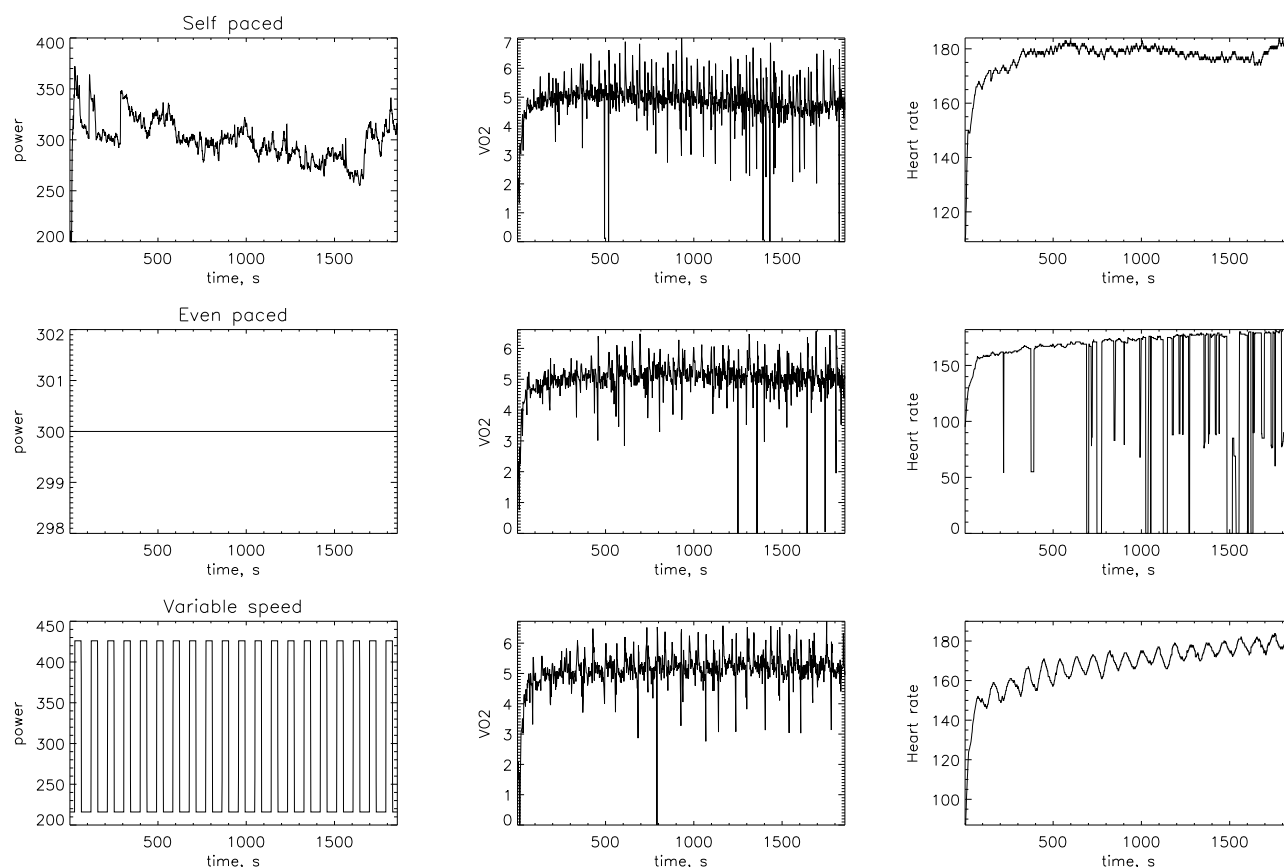 Self paced
400
350
300
250
200
power
500 1000 1500
time, s
7
6
5
4
3
2
1
0
VO2
500 1000 1500
time, s
180
160
140
120
Heart rate
500 1000 1500
time, s
Even paced
302
301
300
299
298
power
500 1000 1500
time, s
6
5
4
3
2
1
0
VO2
500 1000 1500
time, s
150
100
50
0
Heart rate
500 1000 1500
time, s
Variable speed
450
400
350
300
250
200
power
500 1000 1500
time, s
6
5
4
3
2
1
0
VO2
500 1000 1500
time, s
180
160
140
120
100
Heart rate
500 1000 1500
time, s